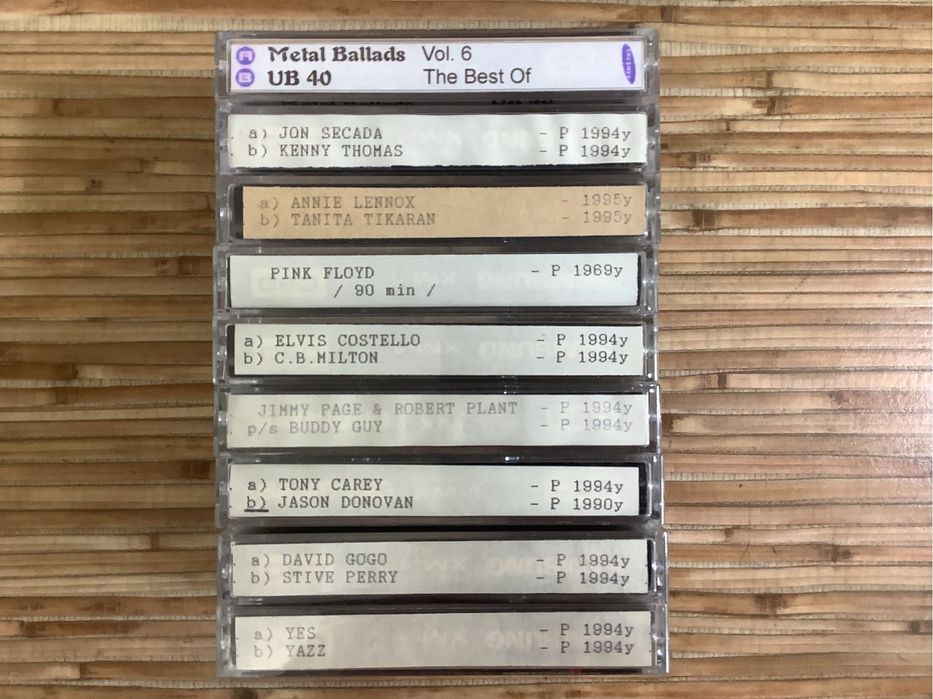 A Metal Ballads Vol. 6
B UB 40 The Best Of
a) JON SECADA - P 1994y
b) KENNY THOMAS - P 1994y
a) ANNIE LENNOX - 1995y
b) TANITA TIKARAN - 1995y
PINK FLOYD - P 1969y
/ 90 min /
a) ELVIS COSTELLO - P 1994y
b) C.B.MILTON - P 1994y
JIMMY PAGE & ROBERT PLANT - P 1994y
p/s BUDDY GUY - P 1994y
a) TONY CAREY - P 1994y
b) JASON DONOVAN - P 1990y
a) DAVID GOGO - P 1994y
b) STIVE PERRY - P 1994y
a) YES - P 1994y
b) YAZZ - P 1994y